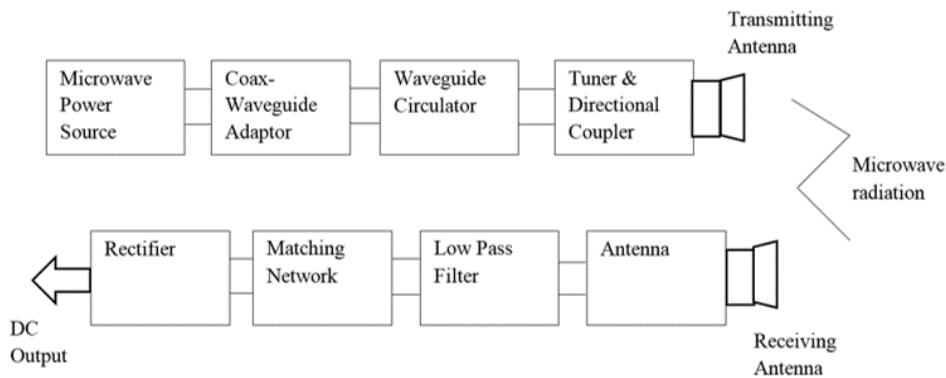 Transmitting
Antenna
Microwave
Power
Source
Coax-
Waveguide
Adaptor
Waveguide
Circulator
Tuner &
Directional
Coupler
Microwave
radiation
Rectifier
Matching
Network
Low Pass
Filter
Antenna
DC
Output
Receiving
Antenna